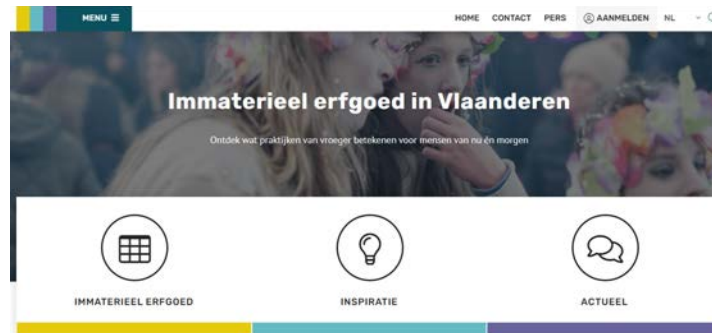 MENU
HOME CONTACT PERS AANMELDEN NL
Immaterieel erfgoed in Vlaanderen
Ontdek wat praktijken van vroeger betekenen voor mensen van nu én morgen
IMMATERIEEL ERFGOED
INSPIRATIE
ACTUEEL